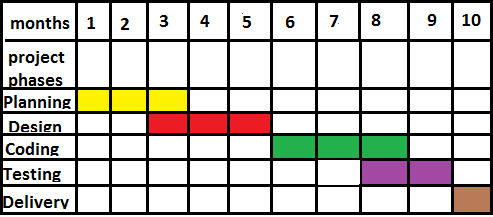 months 1 2 3 4 5 6 7 8 9 10
project
phases
Planning
Design
Coding
Testing
Delivery